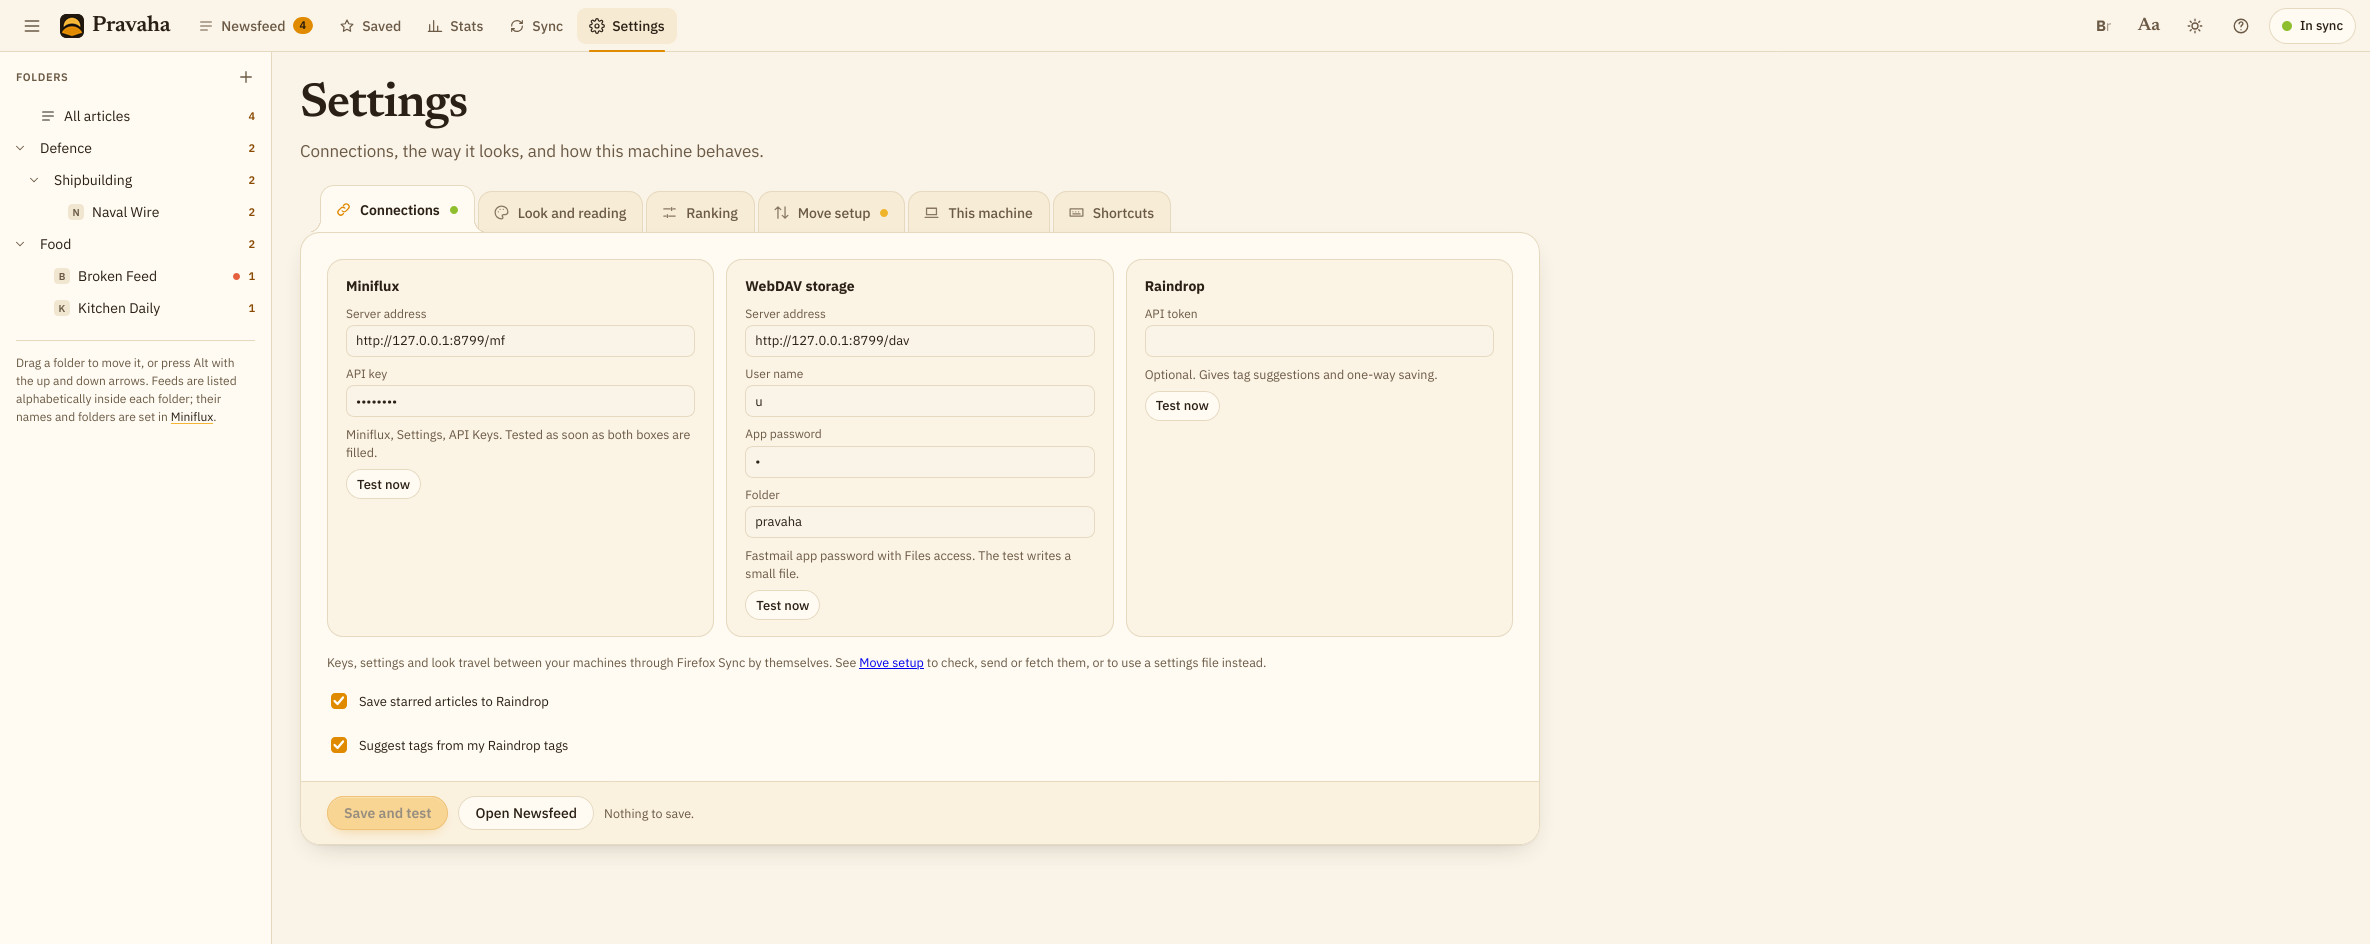 Pravaha
Newsfeed 4
Saved
Stats
Sync
Settings
Br
Aa
In sync
FOLDERS
All articles 4
Defence 2
Shipbuilding 2
N Naval Wire 2
Food 2
B Broken Feed 1
K Kitchen Daily 1
Drag a folder to move it, or press Alt with
the up and down arrows. Feeds are listed
alphabetically inside each folder; their
names and folders are set in Miniflux.
Settings
Connections, the way it looks, and how this machine behaves.
Connections
Look and reading
Ranking
Move setup
This machine
Shortcuts
Miniflux
Server address
http://127.0.0.1:8799/mf
API key
••••••••
Miniflux, Settings, API Keys. Tested as soon as both boxes are
filled.
Test now
WebDAV storage
Server address
http://127.0.0.1:8799/dav
User name
u
App password
•
Folder
pravaha
Fastmail app password with Files access. The test writes a
small file.
Test now
Raindrop
API token
Optional. Gives tag suggestions and one-way saving.
Test now
Keys, settings and look travel between your machines through Firefox Sync by themselves. See Move setup to check, send or fetch them, or to use a settings file instead.
Save starred articles to Raindrop
Suggest tags from my Raindrop tags
Save and test
Open Newsfeed
Nothing to save.